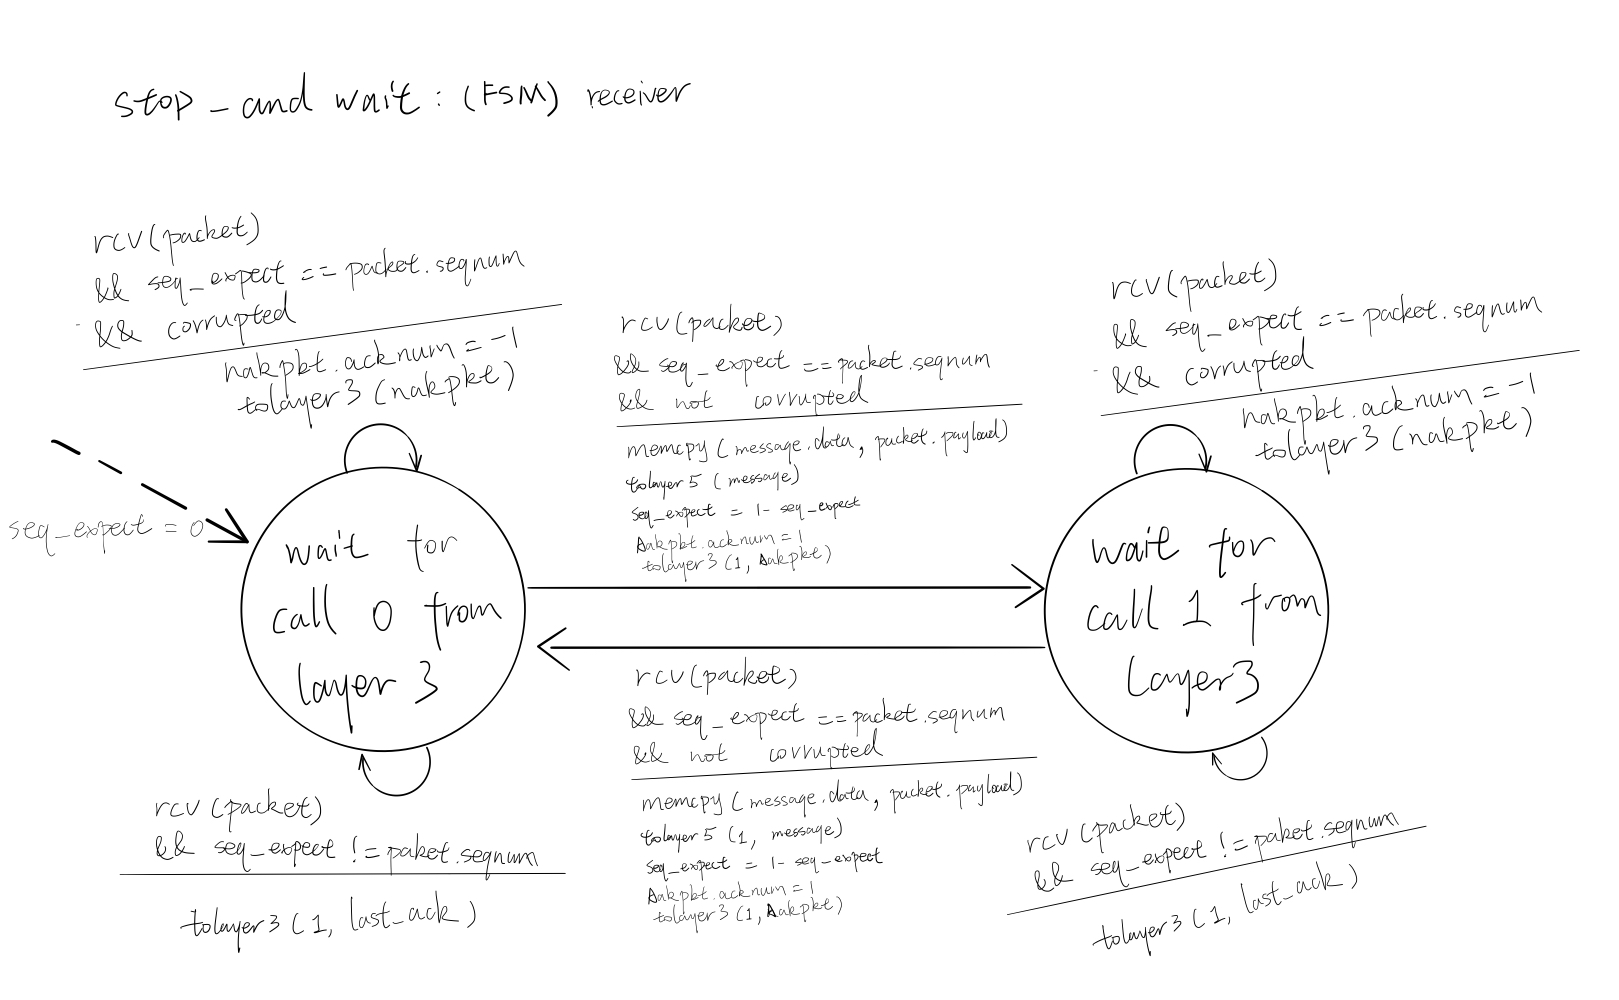 stop_and wait : (FSM) receiver
rcv(packet)
&& seq_expect == packet.seqnum
&& corrupted
nakpbt.acknum = -1
tolayer3 (nakpkt)
seq_expect = 0
wait for
call 0 from
layer 3
rcv (packet)
&& seq_expect != paket.seqnum
tolayer3 (1, last_ack)
rcv(packet)
&& seq_expect == packet.seqnum
&& not corrupted
memcpy (message.data, packet.payload)
tolayer5 (message)
seq_expect = 1- seq_expect
Aakpbt.acknum = 1
tolayer3 (1, Aakpkt)
rcv(packet)
&& seq_expect == packet.seqnum
&& not corrupted
memcpy (message.data, packet.payload)
tolayer5 (1, message)
seq_expect = 1- seq_expect
Aakpbt.acknum = 1
tolayer3 (1, Aakpkt)
rcv(packet)
&& seq_expect == packet.seqnum
&& corrupted
nakpbt.acknum = -1
tolayer3 (nakpkt)
wait for
call 1 from
Layer3
rcv (packet)
&& seq_expect != paket.seqnum
tolayer3 (1, last_ack)